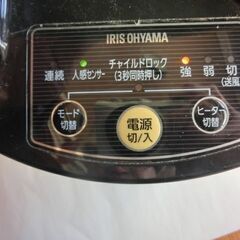 IRIS OHYAMA
チャイルドロック
連続 人感センサー (3秒同時押し) 強 弱 切
(送風
モード
切替
電源
切/入
ヒーター
切替